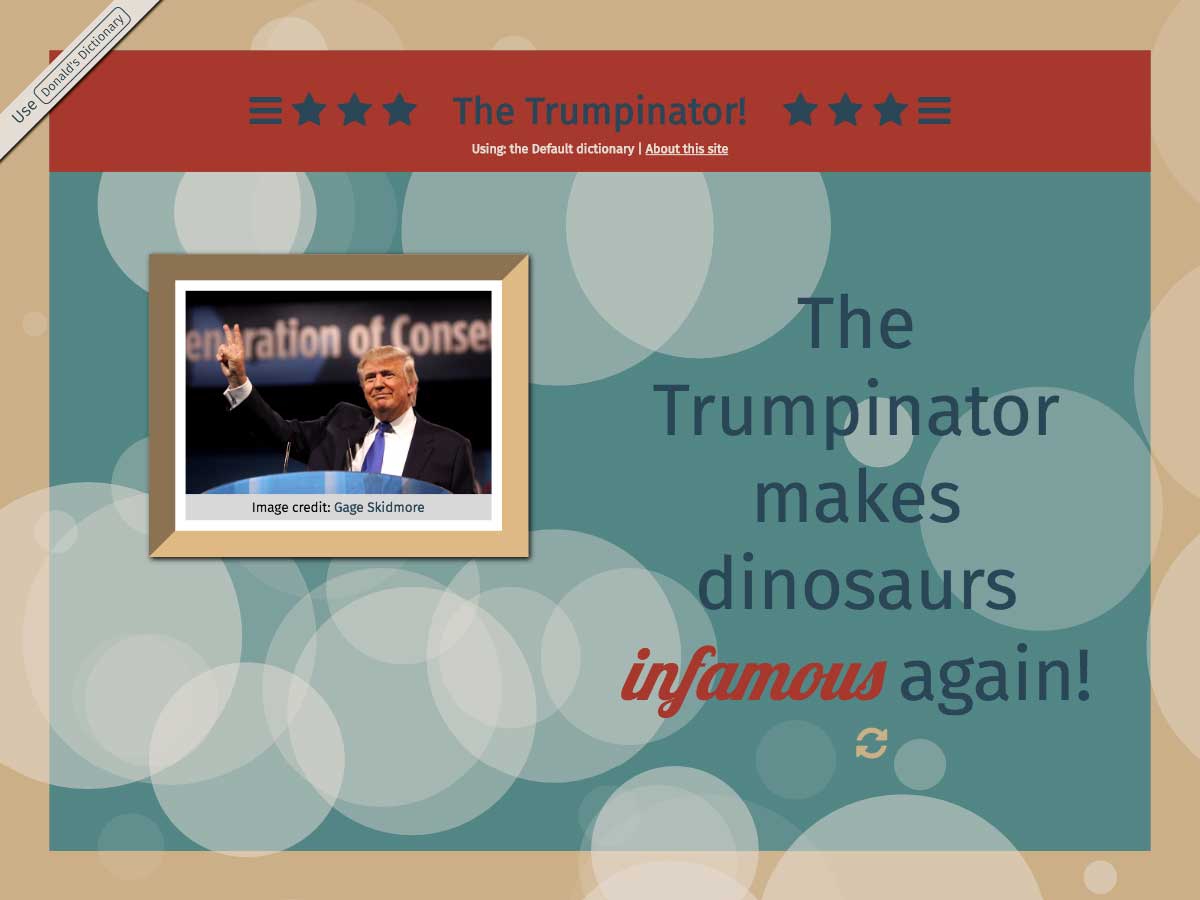 Use Donald's Dictionary
The Trumpinator!
Using: the Default dictionary | About this site
eneration of Conse
Image credit: Gage Skidmore
The
Trumpinator
makes
dinosaurs
infamous again!